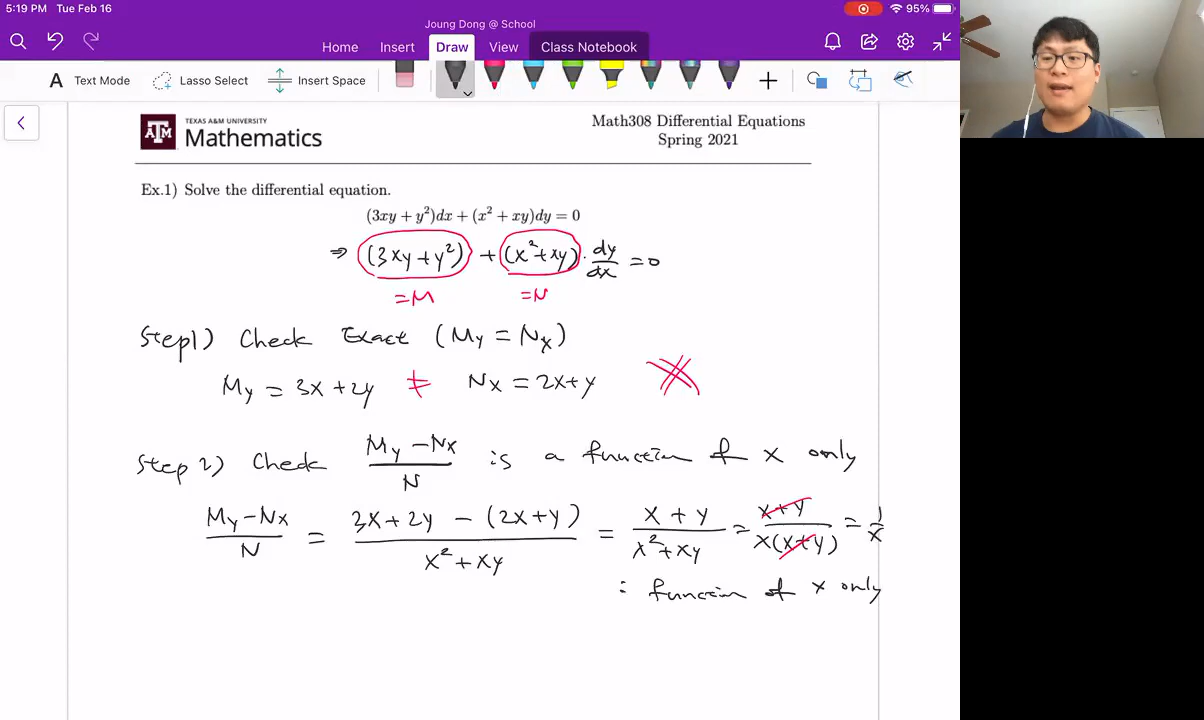 5:19 PM Tue Feb 16
95%
Joung Dong @ School
Home Insert Draw View Class Notebook
A Text Mode Lasso Select Insert Space
ĀTM TEXAS A&M UNIVERSITY
Mathematics
Math308 Differential Equations
Spring 2021
Ex.1) Solve the differential equation.
(3xy + y²)dx + (x² + xy)dy = 0
⇒ (3xy + y²) + (x² + xy) · dy/dx = 0
= M = N
Step1) Check Exact (My = Nx)
My = 3x + 2y ≠ Nx = 2x + y
Step 2) Check (My - Nx)/N is a function of x only
(My - Nx)/N = (3x + 2y - (2x + y))/(x² + xy) = (x + y)/(x² + xy) = (x + y)/(x(x + y)) = 1/x
: function of x only